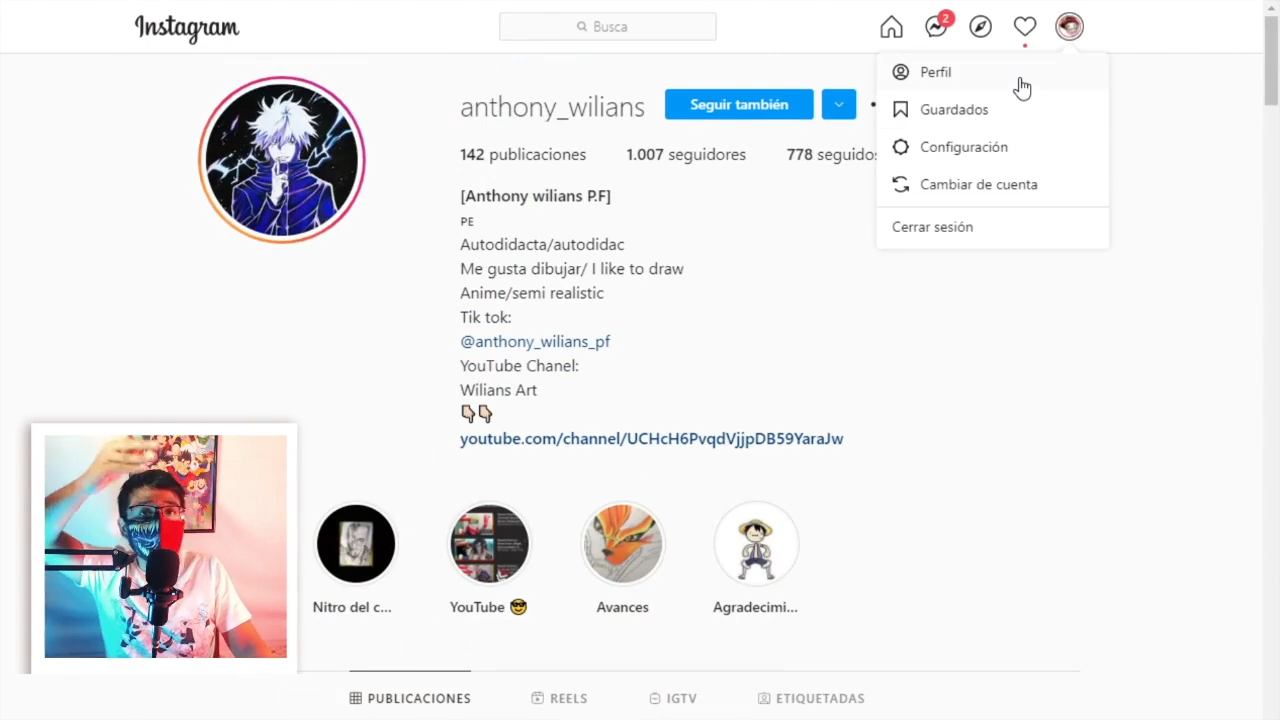 Instagram
Busca
2
Perfil
Guardados
Configuración
Cambiar de cuenta
Cerrar sesión
anthony_wilians
Seguir también
142 publicaciones 1.007 seguidores 778 seguidos
[Anthony wilians P.F]
PE
Autodidacta/autodidac
Me gusta dibujar/ I like to draw
Anime/semi realistic
Tik tok:
@anthony_wilians_pf
YouTube Chanel:
Wilians Art
👇🏻👇🏻
youtube.com/channel/UCHcH6PvqdVjjpDB59YaraJw
Nitro del c... YouTube 😎 Avances Agradecimi...
PUBLICACIONES REELS IGTV ETIQUETADAS